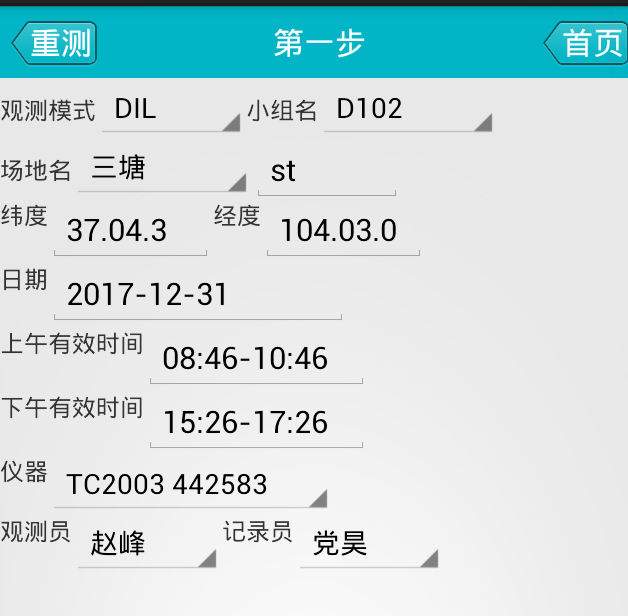 重测 第一步 首页
观测模式 DIL 小组名 D102
场地名 三塘 st
纬度 37.04.3 经度 104.03.0
日期 2017-12-31
上午有效时间 08:46-10:46
下午有效时间 15:26-17:26
仪器 TC2003 442583
观测员 赵峰 记录员 党昊